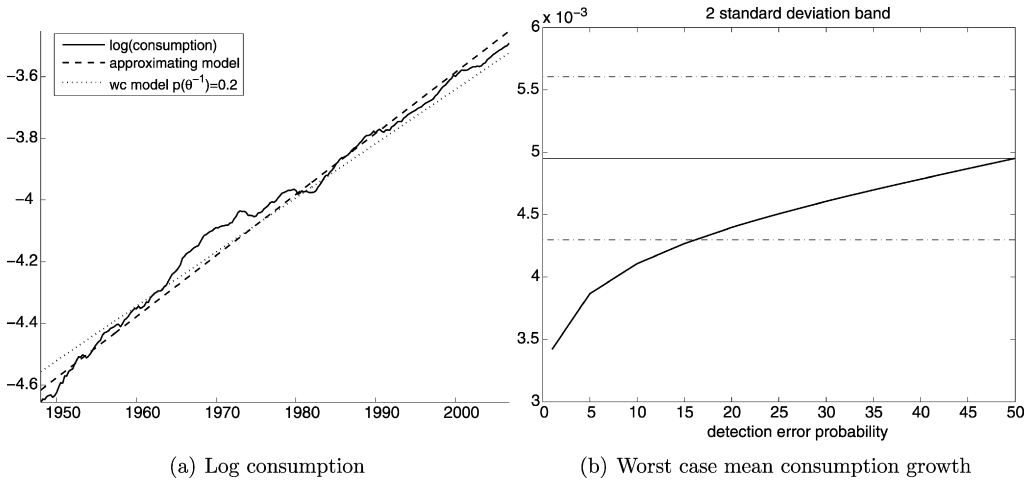 log(consumption)
approximating model
wc model p(θ⁻¹)=0.2
−3.6
−3.8
−4
−4.2
−4.4
−4.6
1950 1960 1970 1980 1990 2000
(a) Log consumption
2 standard deviation band
x 10⁻³
6
5.5
5
4.5
4
3.5
3
0 5 10 15 20 25 30 35 40 45 50
detection error probability
(b) Worst case mean consumption growth